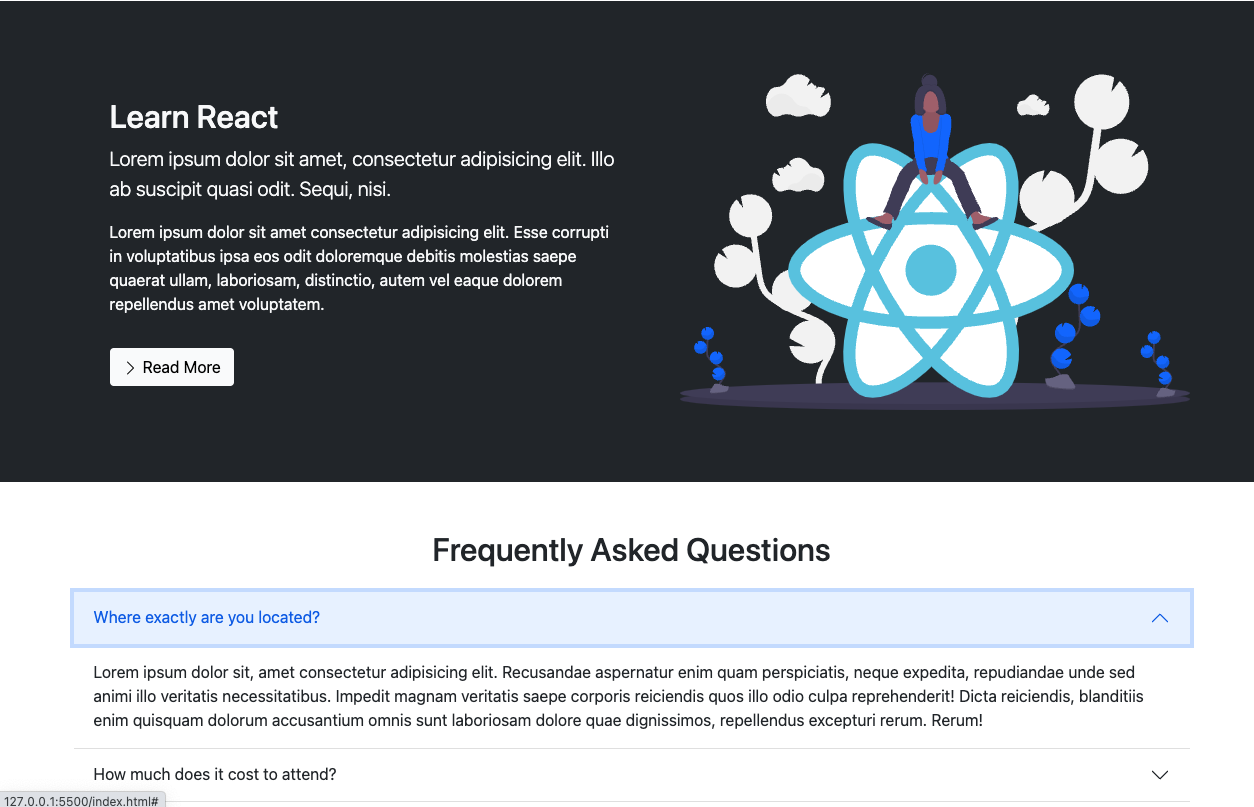 Learn React
Lorem ipsum dolor sit amet, consectetur adipisicing elit. Illo
ab suscipit quasi odit. Sequi, nisi.
Lorem ipsum dolor sit amet consectetur adipisicing elit. Esse corrupti
in voluptatibus ipsa eos odit doloremque debitis molestias saepe
quaerat ullam, laboriosam, distinctio, autem vel eaque dolorem
repellendus amet voluptatem.
Read More
Frequently Asked Questions
Where exactly are you located?
Lorem ipsum dolor sit, amet consectetur adipisicing elit. Recusandae aspernatur enim quam perspiciatis, neque expedita, repudiandae unde sed
animi illo veritatis necessitatibus. Impedit magnam veritatis saepe corporis reiciendis quos illo odio culpa reprehenderit! Dicta reiciendis, blanditiis
enim quisquam dolorum accusantium omnis sunt laboriosam dolore quae dignissimos, repellendus excepturi rerum. Rerum!
How much does it cost to attend?
127.0.0.1:5500/index.html#